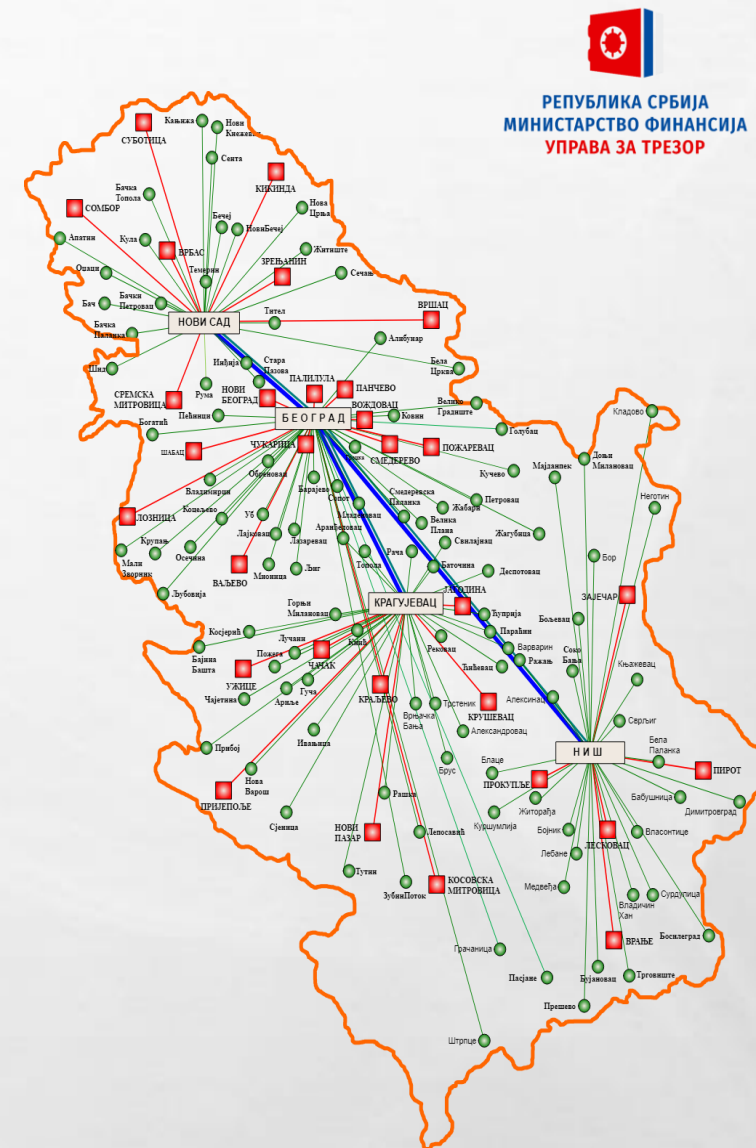 РЕПУБЛИКА СРБИЈА
МИНИСТАРСТВО ФИНАНСИЈА
УПРАВА ЗА ТРЕЗОР
Кањижа
Нови
Кнежевац
СУБОТИЦА
Сента
КИКИНДА
Бачка
Топола
СОМБОР
Нова
Црња
Бечеј
НовиБечеј
Апатин
Кула
ВРБАС
Житиште
ЗРЕЊАНИН
Сечањ
Оџаци
Темерин
Бач
Бачки
Петровац
ВРШАЦ
НОВИ САД
Тител
Бачка
Паланка
Алибунар
Шид
Инђија
Стара
Пазова
Бела
Црква
ПАЛИЛУЛА
ПАНЧЕВО
СРЕМСКА
МИТРОВИЦА
Рума
НОВИ
БЕОГРАД
ВОЖДОВАЦ
Велико
Градиште
Кладово
Пећинци
БЕОГРАД
Ковин
Богатић
Голубац
ЧУКАРИЦА
ШАБАЦ
СМЕДЕРЕВО
ПОЖАРЕВАЦ
Доњи
Милановац
Мајданпек
Обреновац
Кучево
Владимирци
Барајево
Сопот
Смедеревска
Паланка
Петровац
Неготин
Коцељево
Младеновац
Жабари
ЛОЗНИЦА
Уб
Лајковац
Лазаревац
Аранђеловац
Велика
Плана
Жагубица
Крупањ
Свилајнац
Мали
Зворник
Осечина
Топола
Рача
Бор
ВАЉЕВО
Мионица
Љиг
Баточина
Деспотовац
Љубовија
ЗАЈЕЧАР
КРАГУЈЕВАЦ
ЈАГОДИНА
Горњи
Милановац
Ћуприја
Бољевац
Косјерић
Лучани
Кнић
Параћин
Рековац
Варварин
Бајина
Башта
Пожега
ЧАЧАК
Ражањ
Соко
Бања
УЖИЦЕ
Ћићевац
Књажевац
Чајетина
Ариље
Гуча
КРАЉЕВО
Врњачка
Бања
Трстеник
КРУШЕВАЦ
Алексинац
Сврљиг
Ивањица
Александровац
Прибој
НИШ
Бела
Паланка
Брус
Блаце
ПРОКУПЉЕ
ПИРОТ
Нова
Варош
ПРИЈЕПОЉЕ
Рашка
Житорађа
Бабушница
Димитровград
Сјеница
НОВИ
ПАЗАР
Лепосавић
Куршумлија
Бојник
ЛЕСКОВАЦ
Власонтице
Лебане
Тутин
ЗубинПоток
КОСОВСКА
МИТРОВИЦА
Медвеђа
Владичин
Хан
Сурдулица
Грачаница
ВРАЊЕ
Босилеград
Пасјане
Бујановац
Трговиште
Прешево
Штрпце